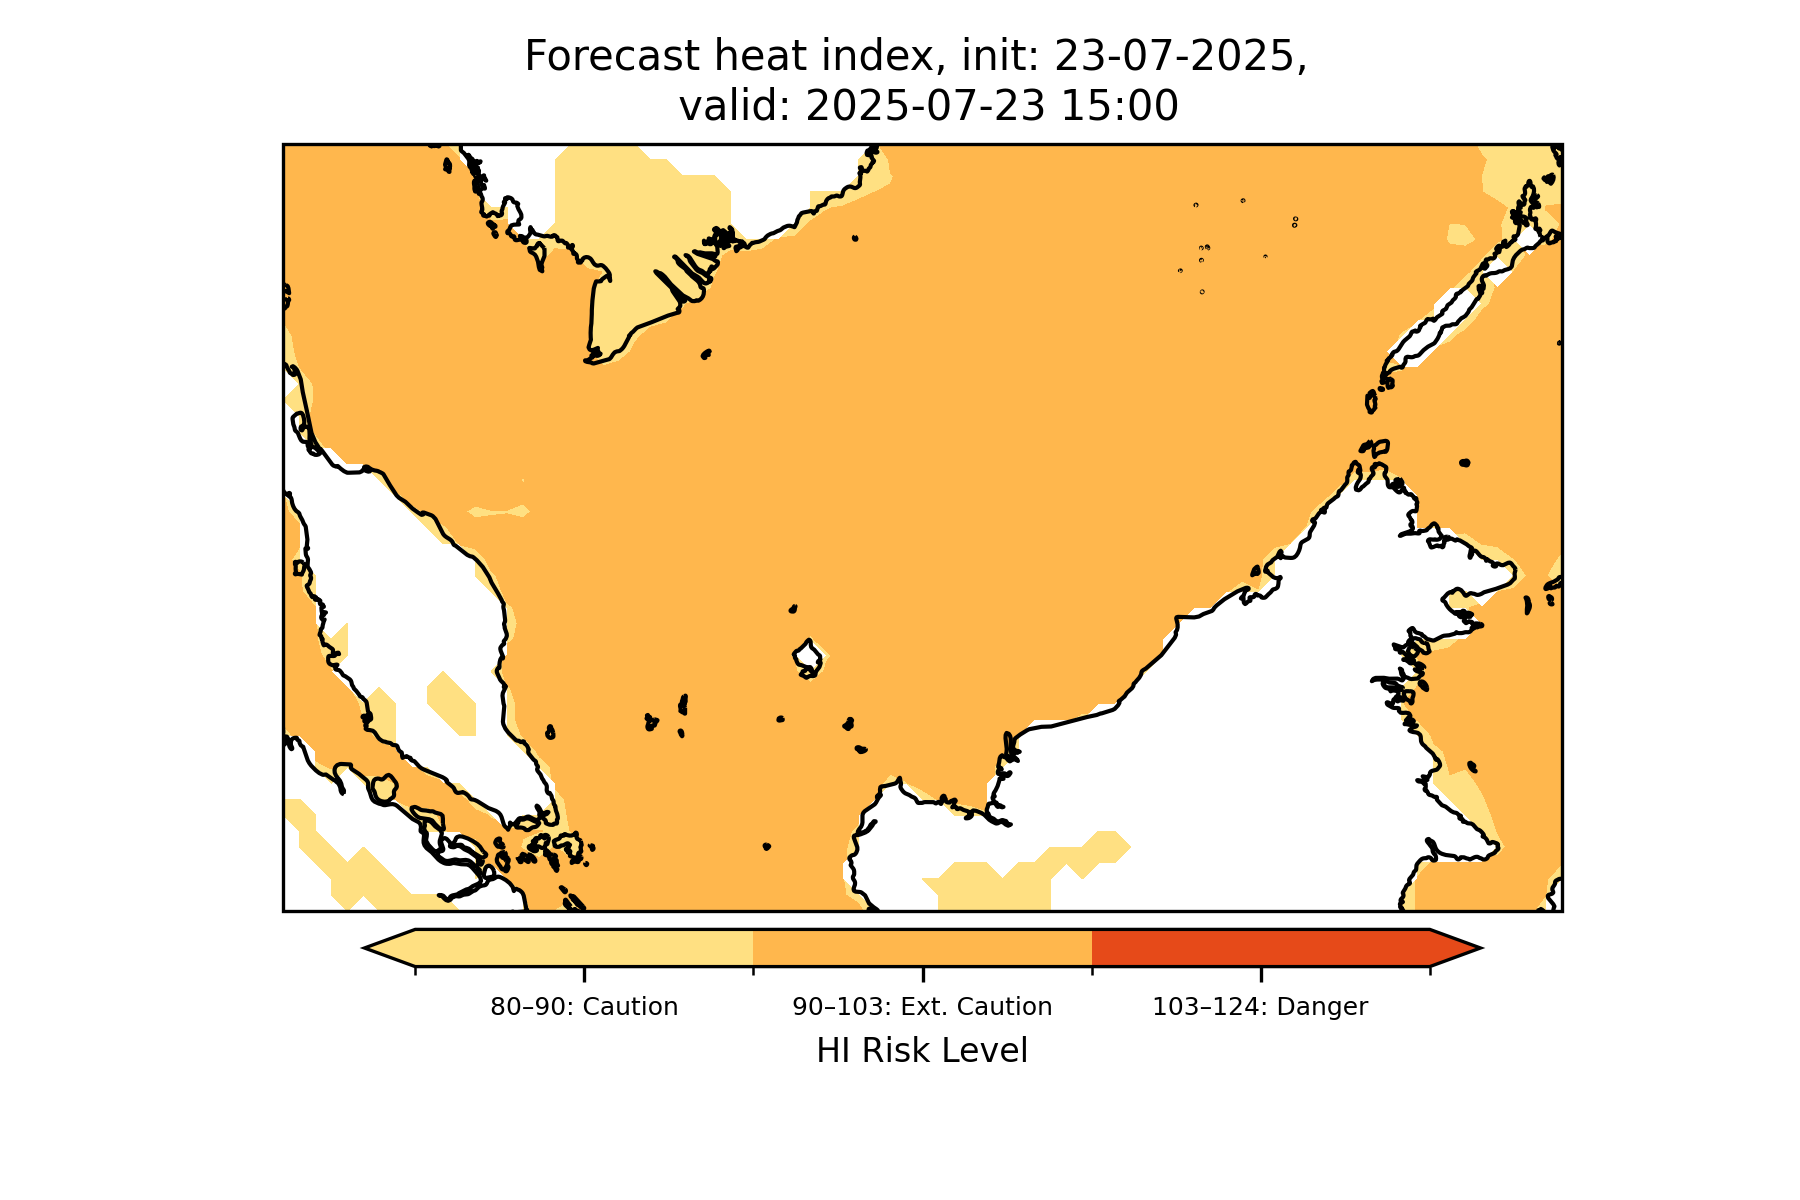 Forecast heat index, init: 23-07-2025,
valid: 2025-07-23 15:00
80–90: Caution
90–103: Ext. Caution
103–124: Danger
HI Risk Level